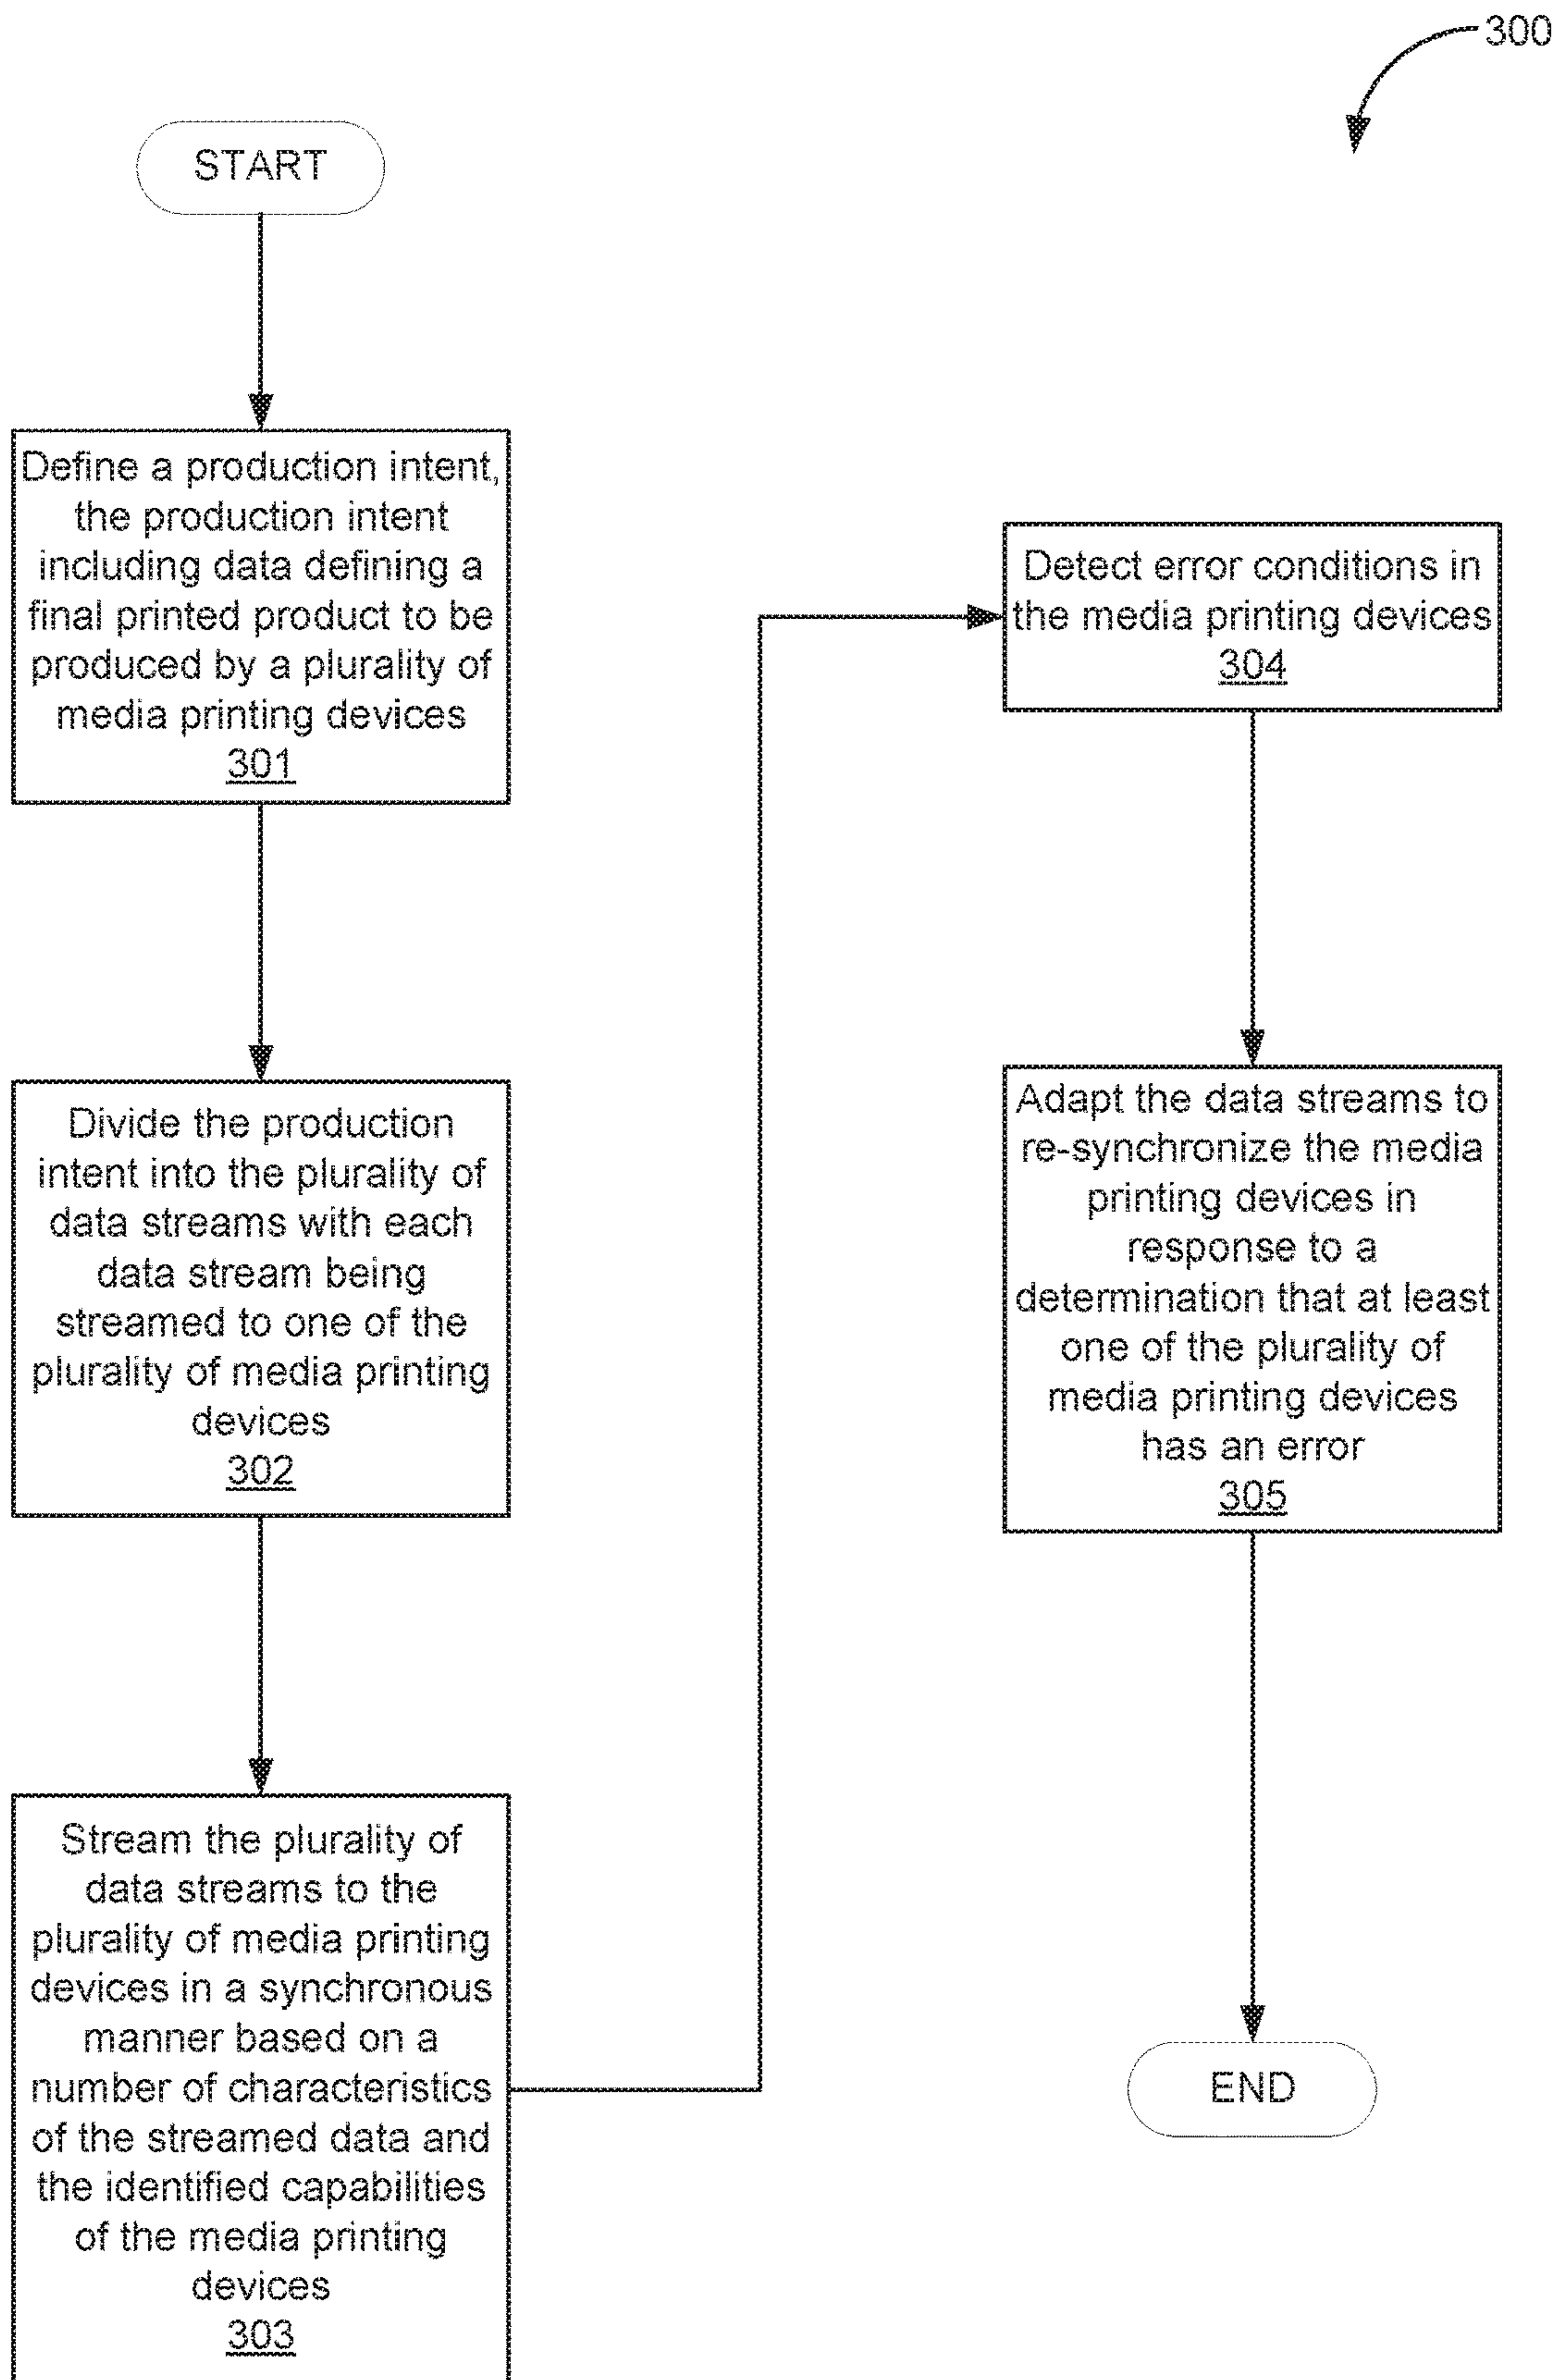 300
START
Define a production intent,
the production intent
including data defining a
final printed product to be
produced by a plurality of
media printing devices
301
Divide the production
intent into the plurality of
data streams with each
data stream being
streamed to one of the
plurality of media printing
devices
302
Stream the plurality of
data streams to the
plurality of media printing
devices in a synchronous
manner based on a
number of characteristics
of the streamed data and
the identified capabilities
of the media printing
devices
303
Detect error conditions in
the media printing devices
304
Adapt the data streams to
re-synchronize the media
printing devices in
response to a
determination that at least
one of the plurality of
media printing devices
has an error
305
END